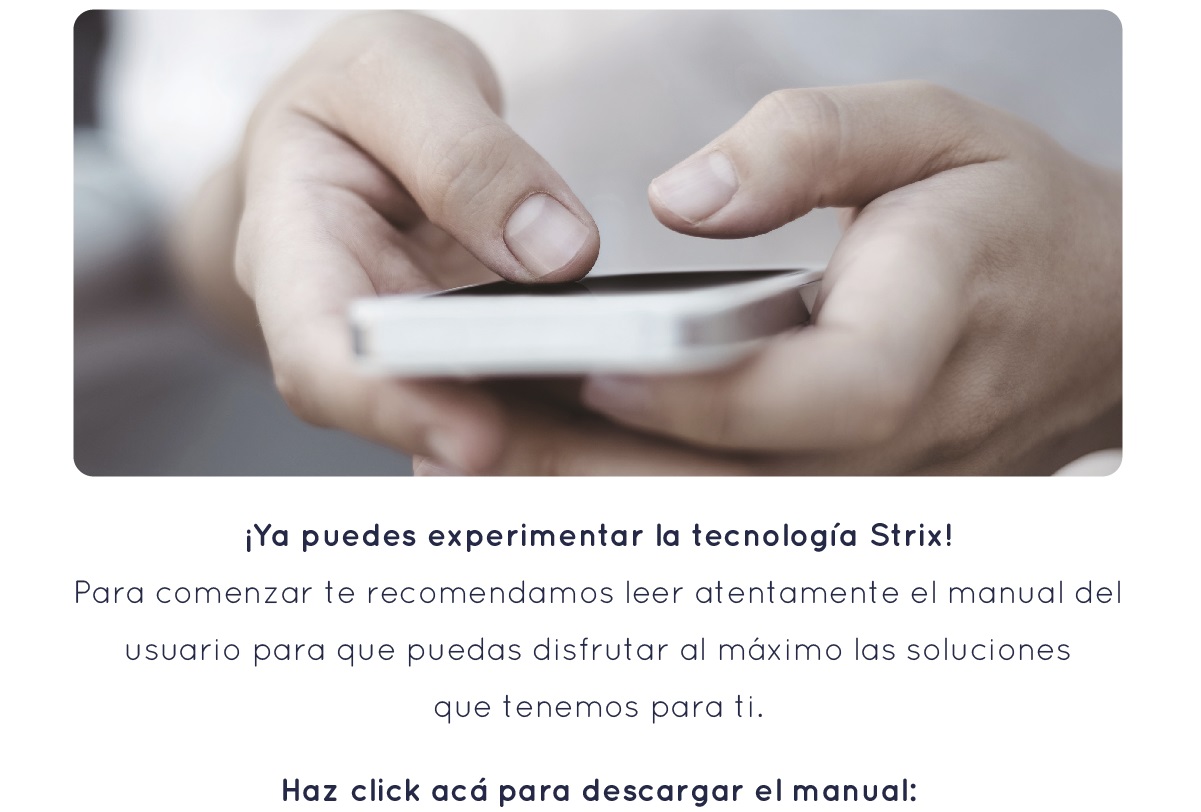 ¡Ya puedes experimentar la tecnología Strix!
Para comenzar te recomendamos leer atentamente el manual del
usuario para que puedas disfrutar al máximo las soluciones
que tenemos para ti.
Haz click acá para descargar el manual: